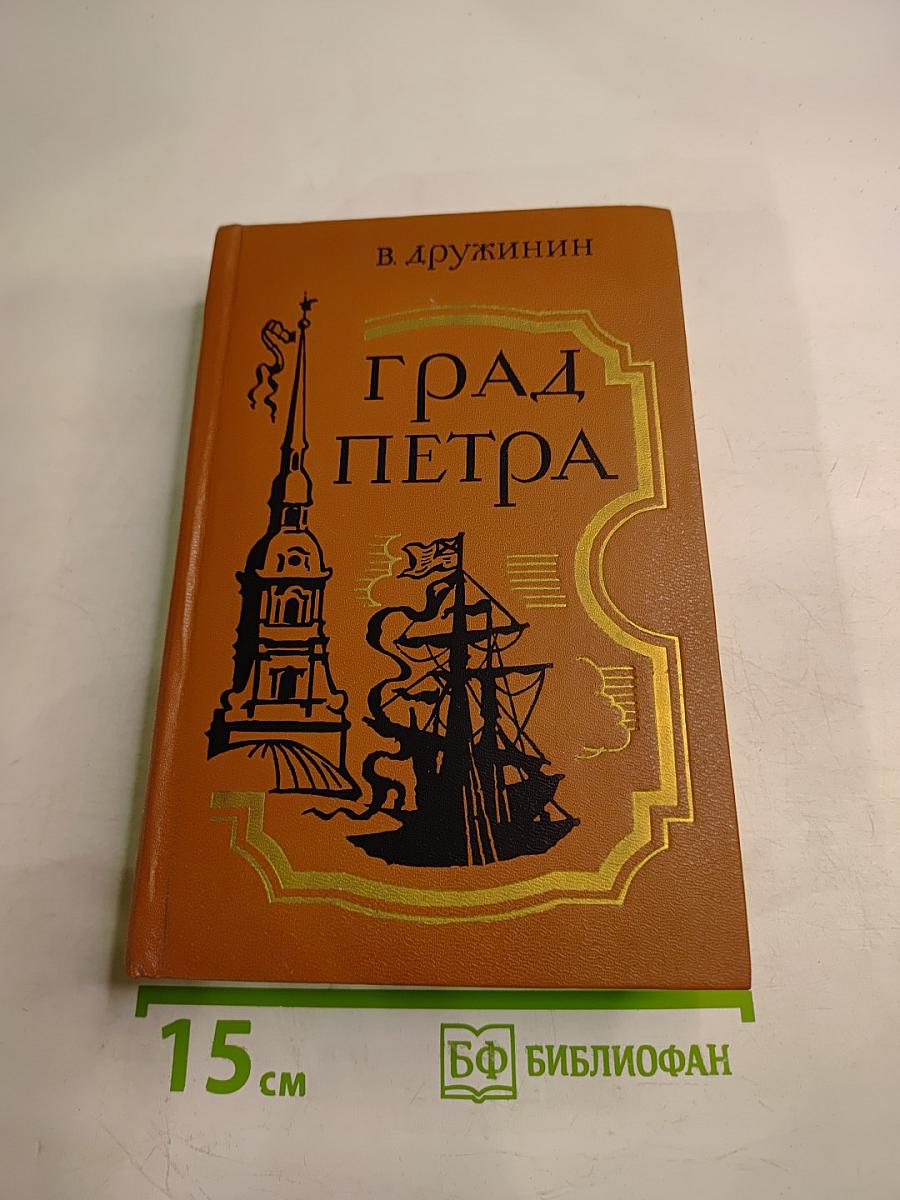 В. ДРУЖИНИН
ГРАД
ПЕТРА
15 см
БФ БИБЛИОФАН